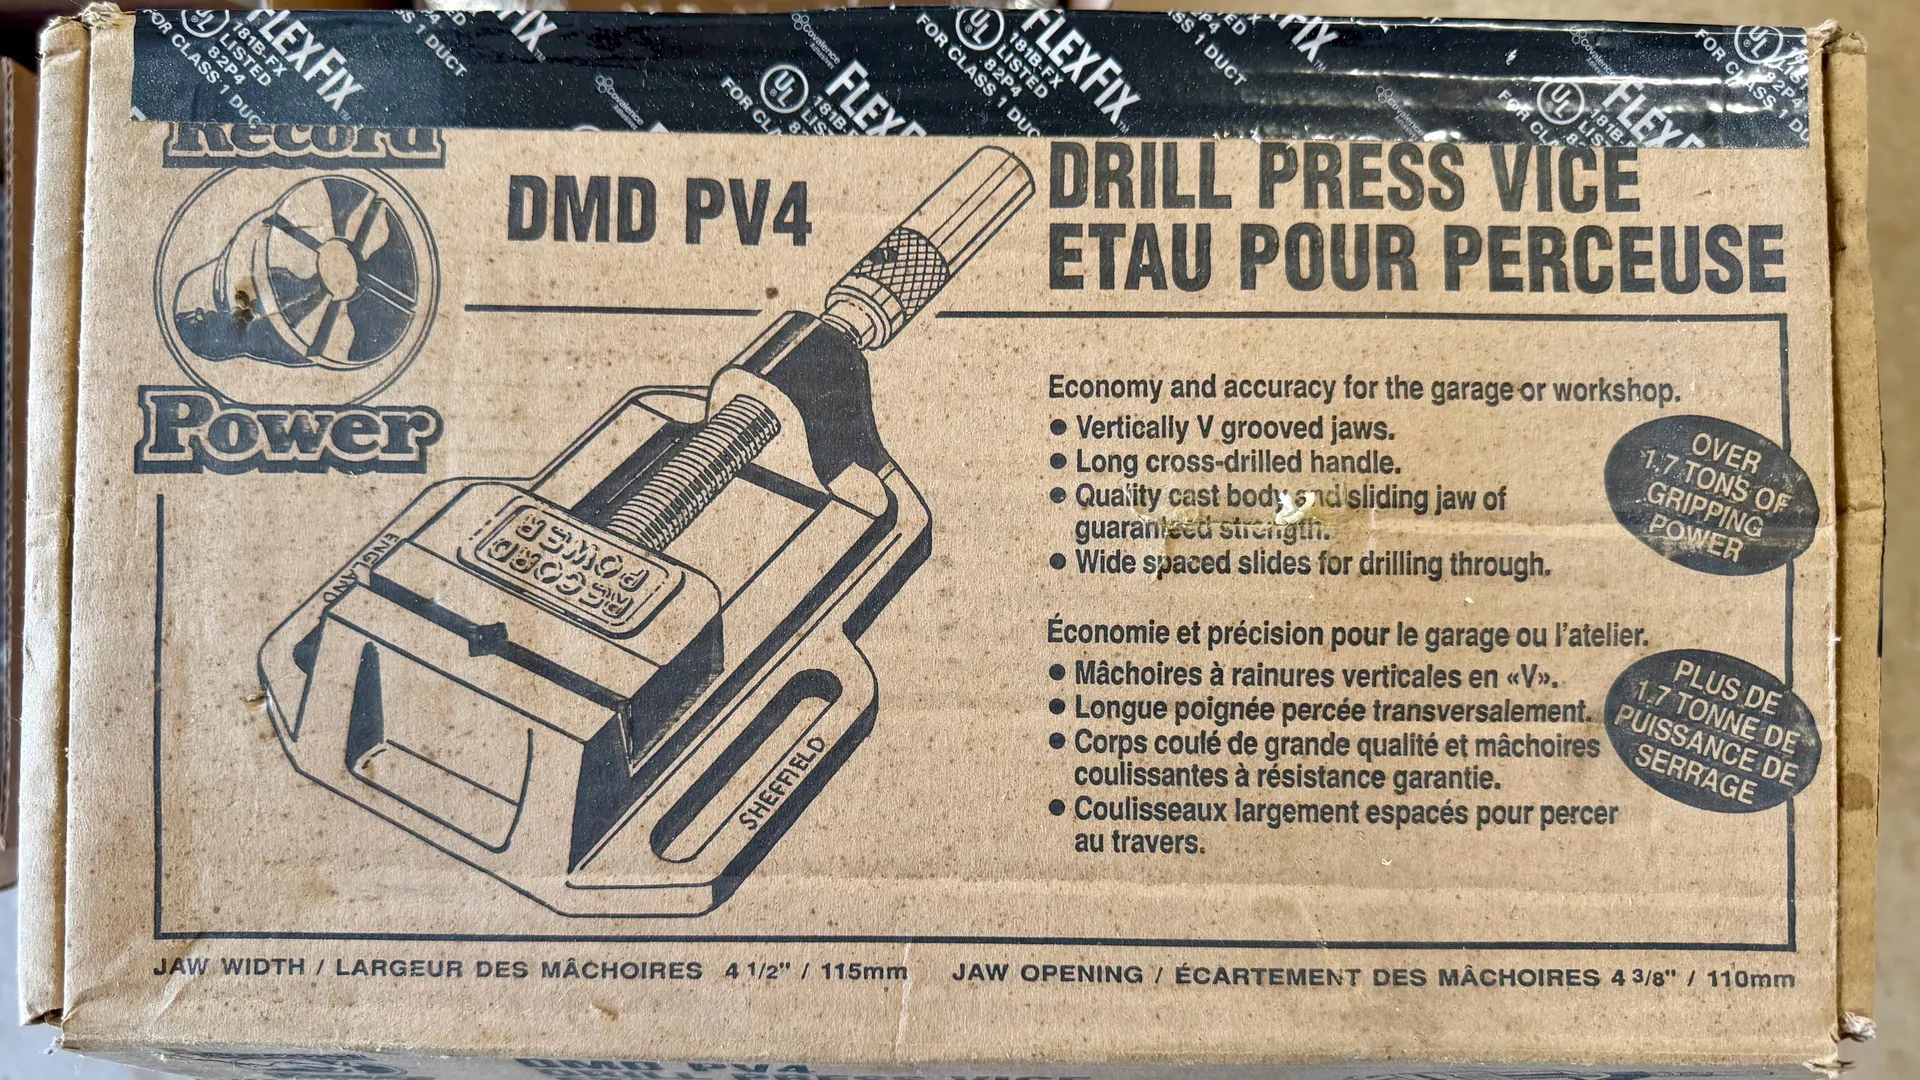 FLEXFIX
UL
LISTED
181B-FX
82P4
FOR CLASS 1 DUCT
Covalence
Adhesives
Record
Power
DMD PV4
DRILL PRESS VICE
ETAU POUR PERCEUSE
Economy and accuracy for the garage or workshop.
● Vertically V grooved jaws.
● Long cross-drilled handle.
● Quality cast body and sliding jaw of
guaranteed strength.
● Wide spaced slides for drilling through.
OVER
1.7 TONS OF
GRIPPING
POWER
Économie et précision pour le garage ou l'atelier.
● Mâchoires à rainures verticales en «V».
● Longue poignée percée transversalement.
● Corps coulé de grande qualité et mâchoires
coulissantes à résistance garantie.
● Coulisseaux largement espacés pour percer
au travers.
PLUS DE
1.7 TONNE DE
PUISSANCE DE
SERRAGE
ENGLAND
RECORD
POWER
SHEFFIELD
JAW WIDTH / LARGEUR DES MÂCHOIRES 4 1/2" / 115mm
JAW OPENING / ÉCARTEMENT DES MÂCHOIRES 4 3/8" / 110mm
DMD PV4